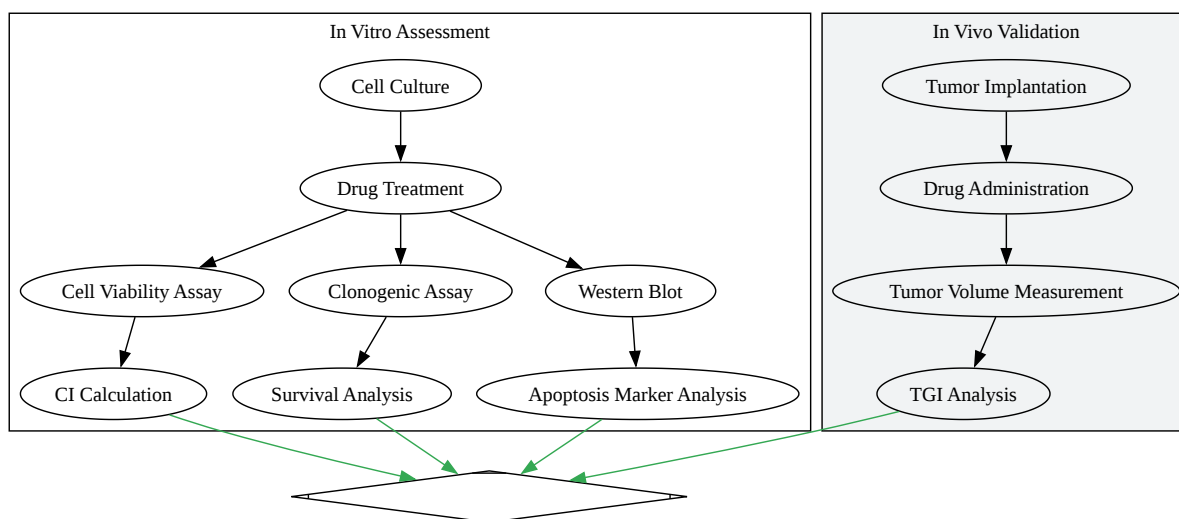 In Vitro Assessment
In Vivo Validation
Cell Culture
Tumor Implantation
Drug Treatment
Drug Administration
Cell Viability Assay
Clonogenic Assay
Western Blot
Tumor Volume Measurement
CI Calculation
Survival Analysis
Apoptosis Marker Analysis
TGI Analysis